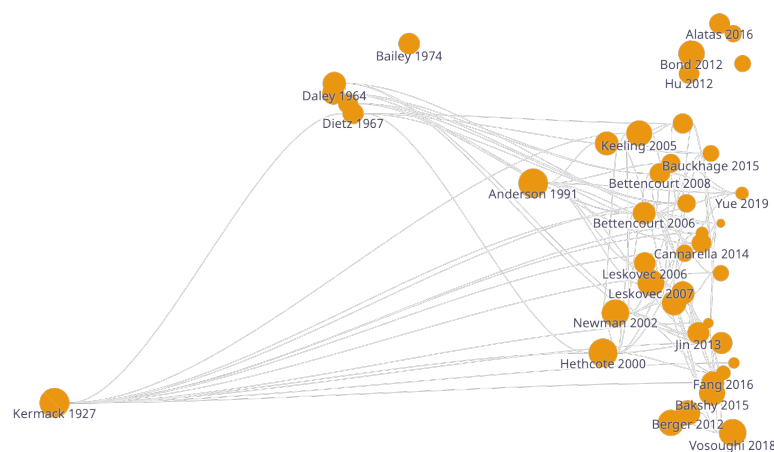 Alatas 2016
Bailey 1974
Bond 2012
Hu 2012
Daley 1964
Dietz 1967
Keeling 2005
Bauckhage 2015
Bettencourt 2008
Anderson 1991
Yue 2019
Bettencourt 2006
Cannarella 2014
Leskovec 2006
Leskovec 2007
Newman 2002
Jin 2013
Hethcote 2000
Fang 2016
Bakshy 2015
Kermack 1927
Berger 2012
Vosoughi 2018